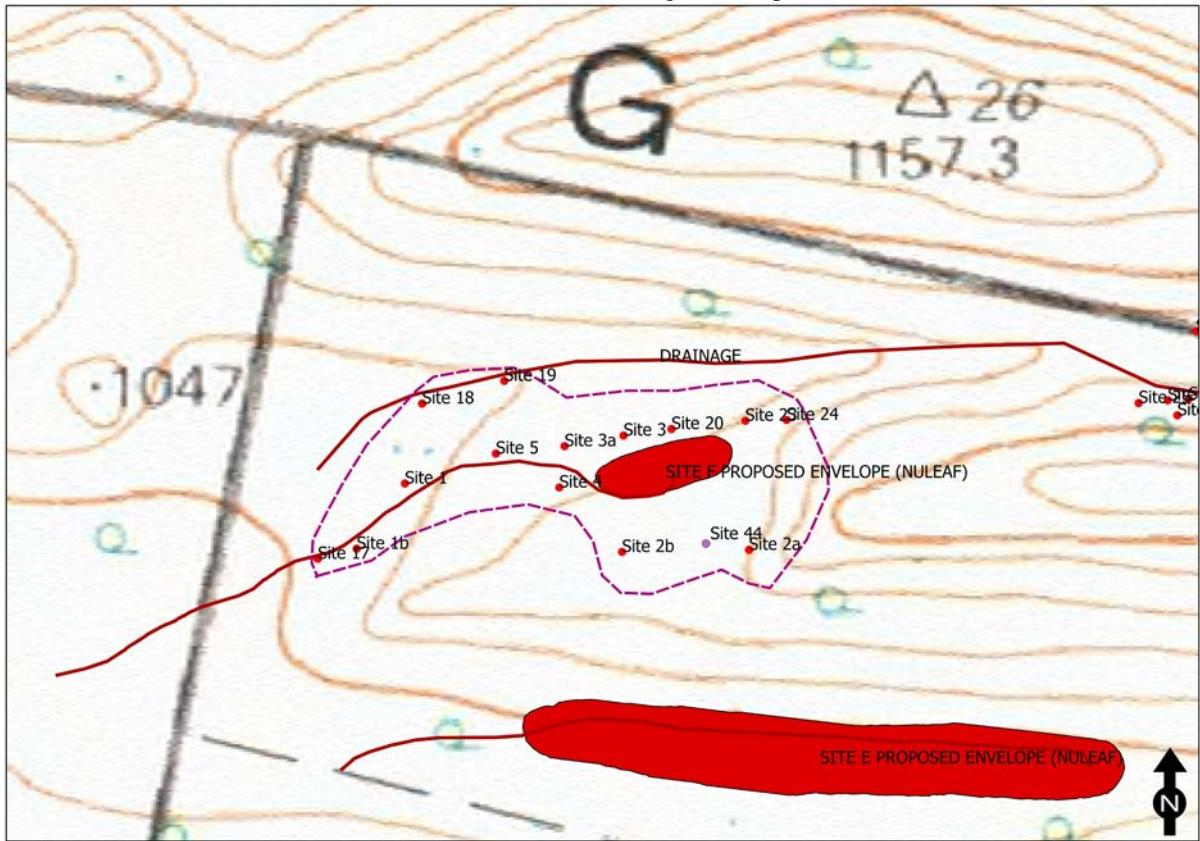 G
△ 26
1157.3
DRAINAGE
1047
Site 19
Site 18
Site 24
Site 20
Site 3
Site 3a
Site 5
SITE F PROPOSED ENVELOPE (NULEAF)
Site 1
Site 4
Site 44
Site 2b
Site 2a
Site 1b
Site 17
SITE E PROPOSED ENVELOPE (NULEAF)
N